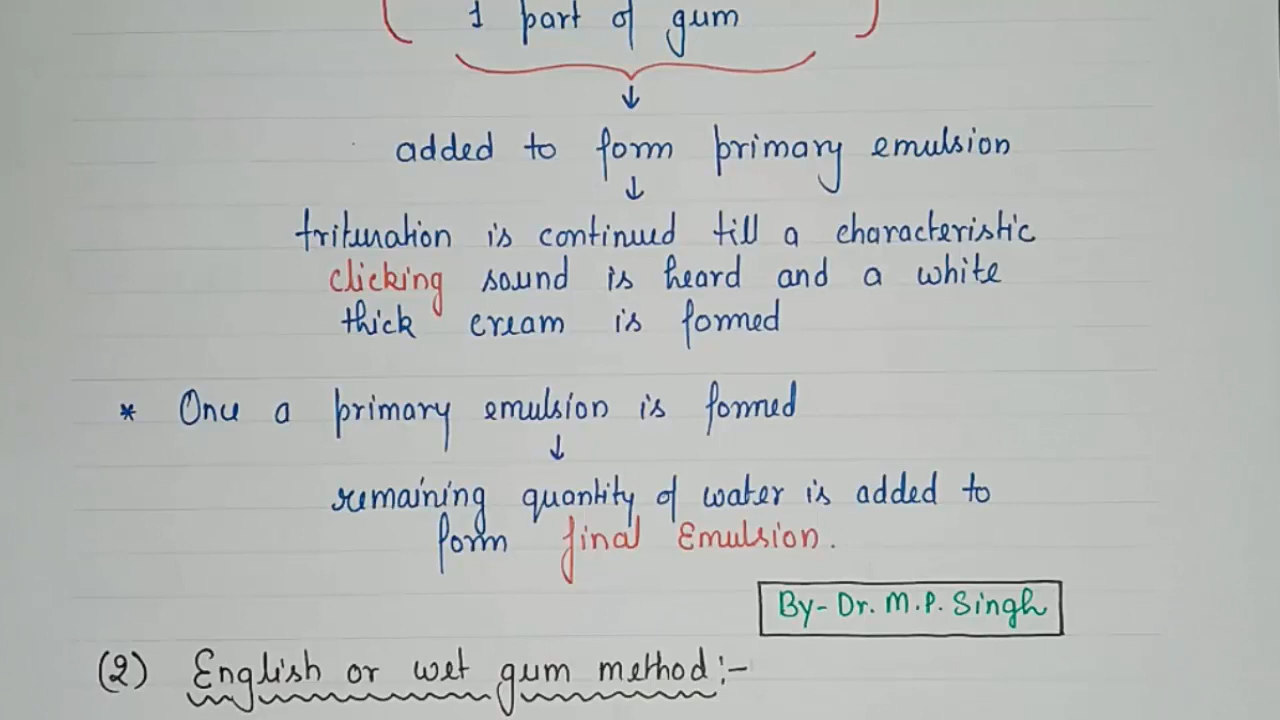 1 part of gum
↓
added to form primary emulsion
↓
trituration is continued till a characteristic
clicking sound is heard and a white
thick cream is formed
* Once a primary emulsion is formed
↓
remaining quantity of water is added to
form final Emulsion.
By- Dr. M.P. Singh
(2) English or wet gum method :-